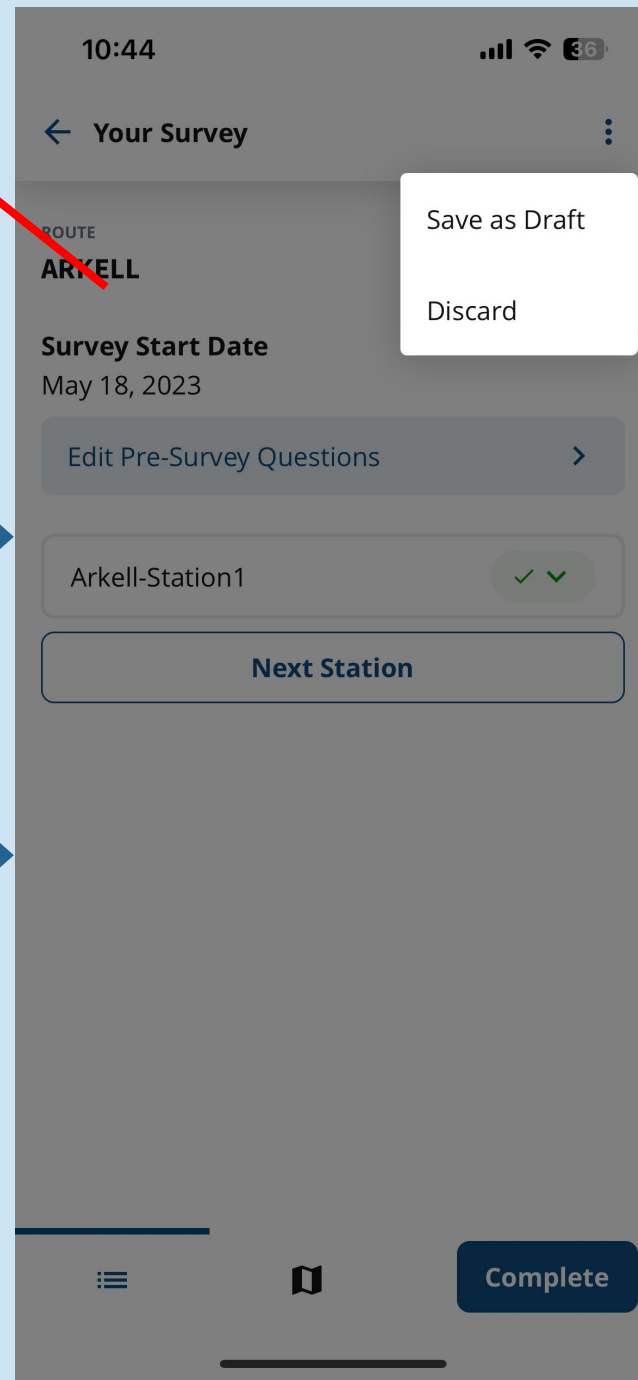 10:44
36
Your Survey
Save as Draft
Discard
ROUTE
ARKELL
Survey Start Date
May 18, 2023
Edit Pre-Survey Questions
Arkell-Station1
Next Station
Complete